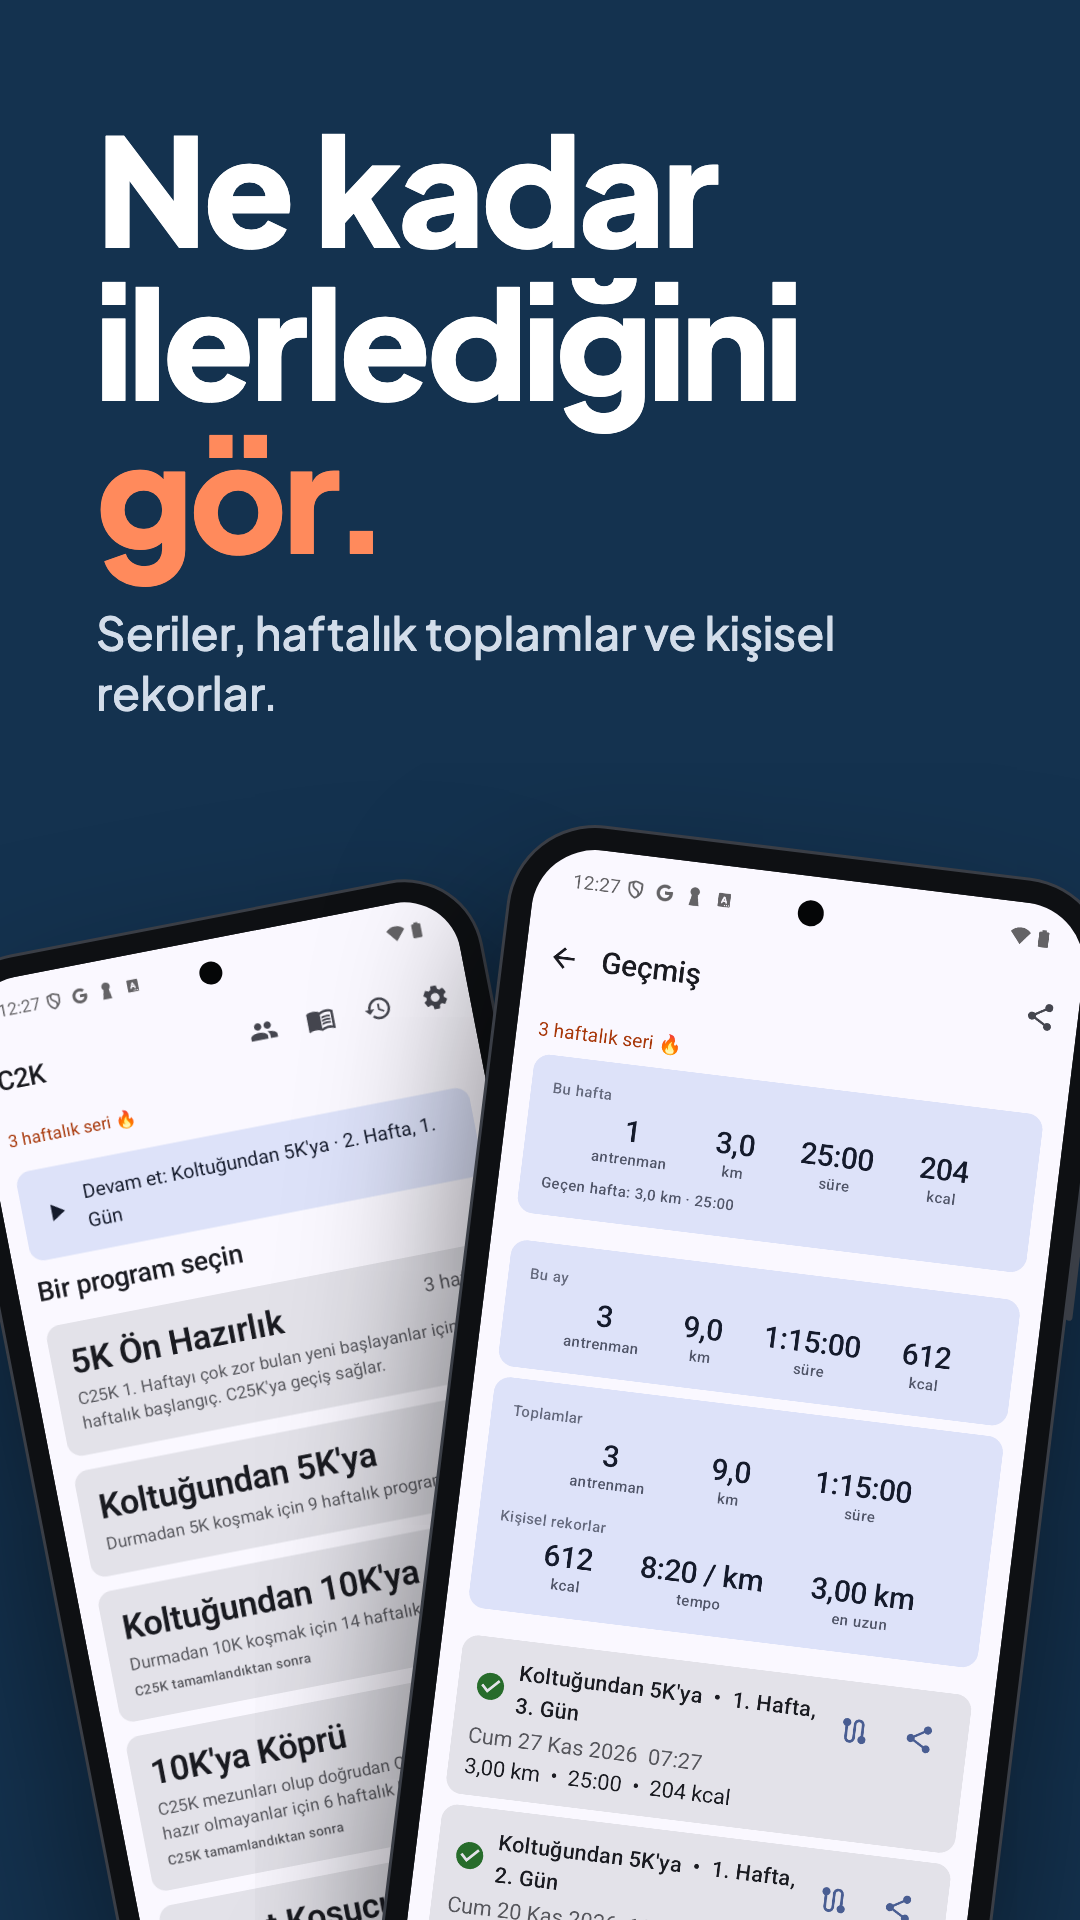 Ne kadar
ilerlediğini
gör.
Seriler, haftalık toplamlar ve kişisel
rekorlar.
12:27
C2K
3 haftalık seri 🔥
Devam et: Koltuğundan 5K'ya · 2. Hafta, 1.
Gün
Bir program seçin
5K Ön Hazırlık
3
C25K 1. Haftayı çok zor bulan yeni başlayanlar için
haftalık başlangıç. C25K'ya geçiş sağlar.
Koltuğundan 5K'ya
Durmadan 5K koşmak için 9 haftalık
Koltuğundan 10K'ya
Durmadan 10K koşmak için 14 haftalık
C25K tamamlandıktan sonra
10K'ya Köprü
C25K mezunları olup doğrudan
hazır olmayanlar için 6 haftalık
C25K tamamlandıktan sonra
12:27
Geçmiş
3 haftalık seri 🔥
Bu hafta
1 3,0 25:00 204
antrenman km süre kcal
Geçen hafta: 3,0 km · 25:00
Bu ay
3 9,0 1:15:00 612
antrenman km süre kcal
Toplamlar
3 9,0 1:15:00
antrenman km süre
Kişisel rekorlar
612 8:20 / km 3,00 km
kcal tempo en uzun
Koltuğundan 5K'ya • 1. Hafta,
3. Gün
Cum 27 Kas 2026 07:27
3,00 km • 25:00 • 204 kcal
Koltuğundan 5K'ya • 1. Hafta,
2. Gün
Cum 20 Kas 2026